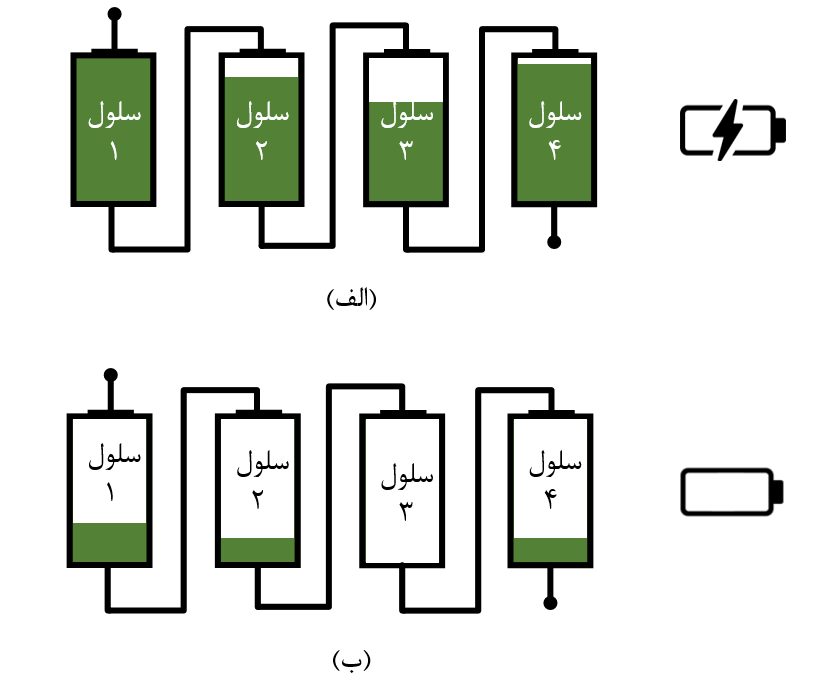 سلول
۱
سلول
۲
سلول
۳
سلول
۴
(الف)
سلول
۱
سلول
۲
سلول
۳
سلول
۴
(ب)